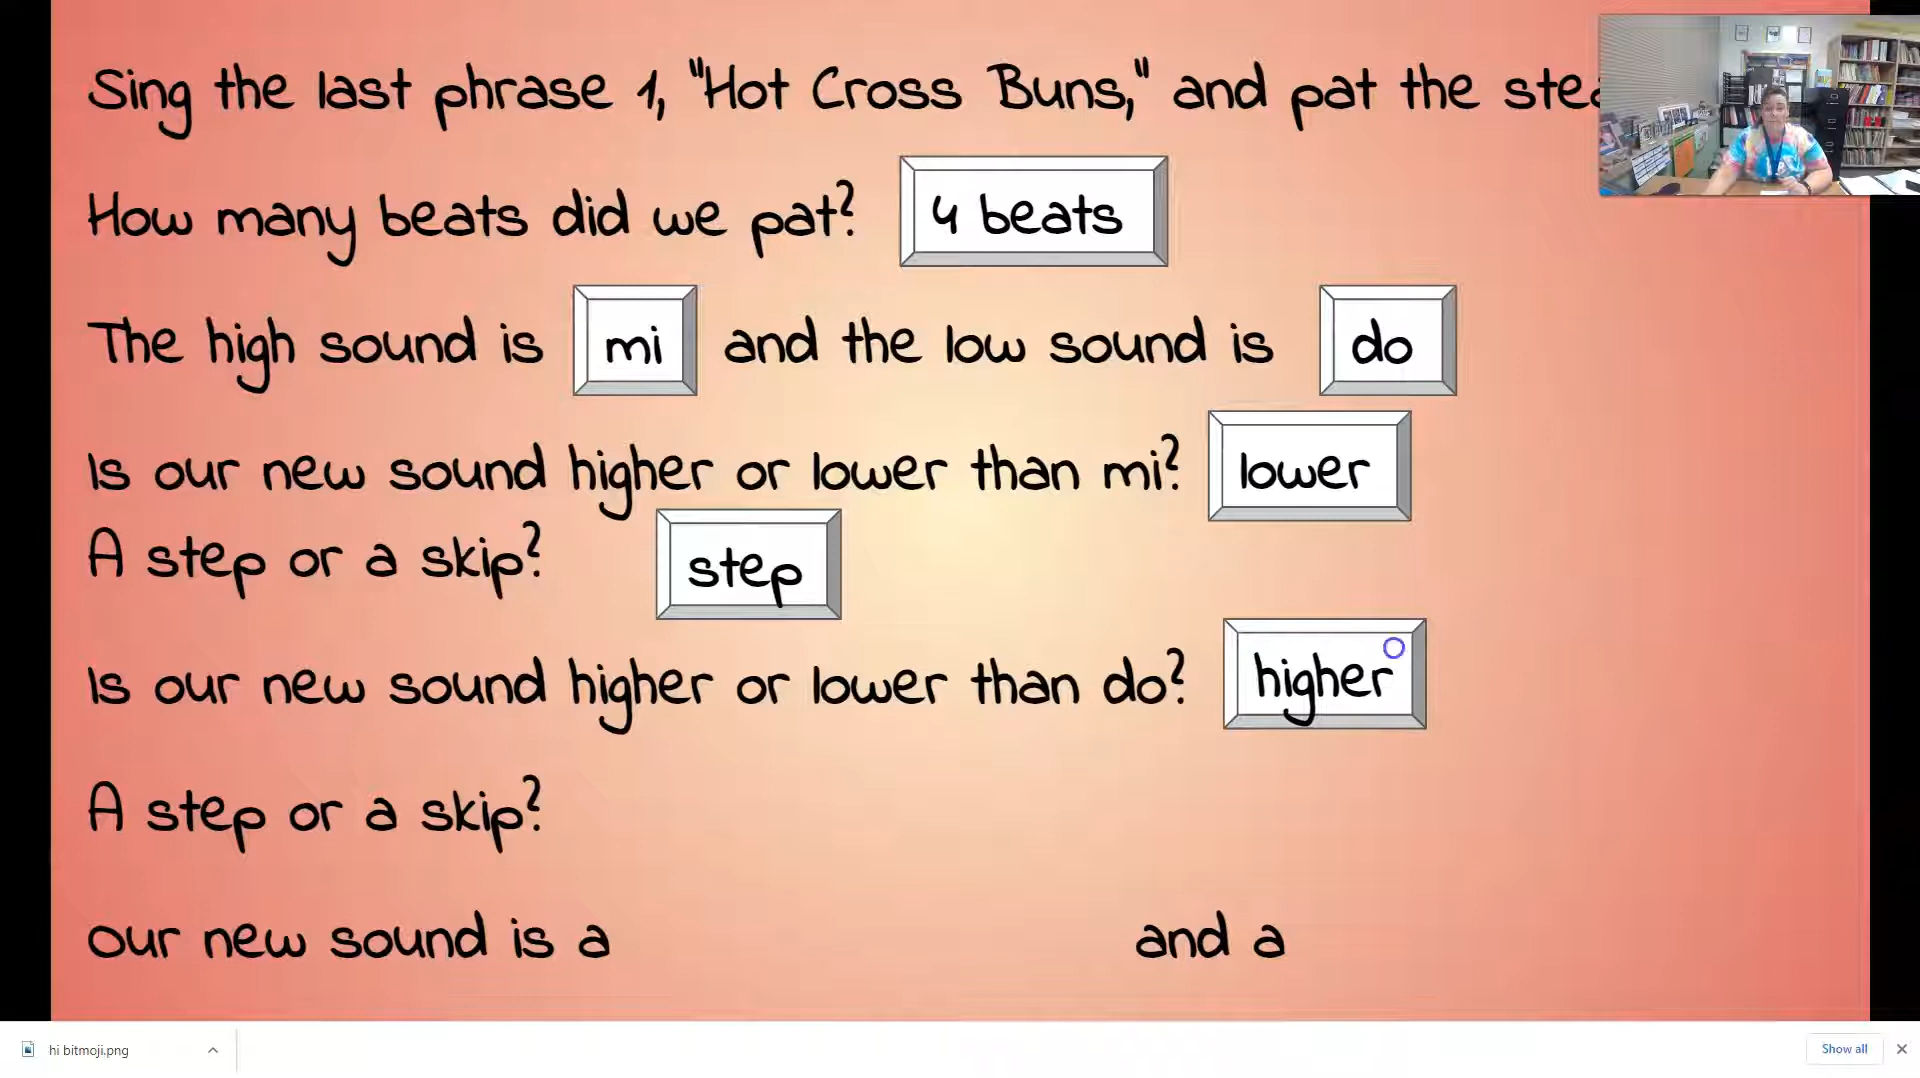 Sing the last phrase 1, "Hot Cross Buns," and pat the
How many beats did we pat? 4 beats
The high sound is mi and the low sound is do
Is our new sound higher or lower than mi? lower
A step or a skip? step
Is our new sound higher or lower than do? higher
A step or a skip?
our new sound is a and a
hi bitmoji.png
Show all